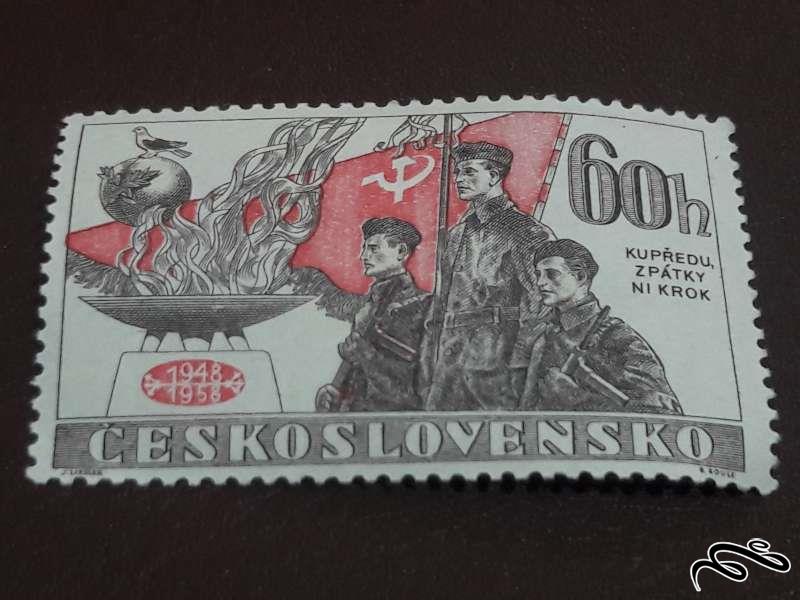 60h
KUPŘEDU,
ZPÁTKY
NI KROK
1948
1958
ČESKOSLOVENSKO